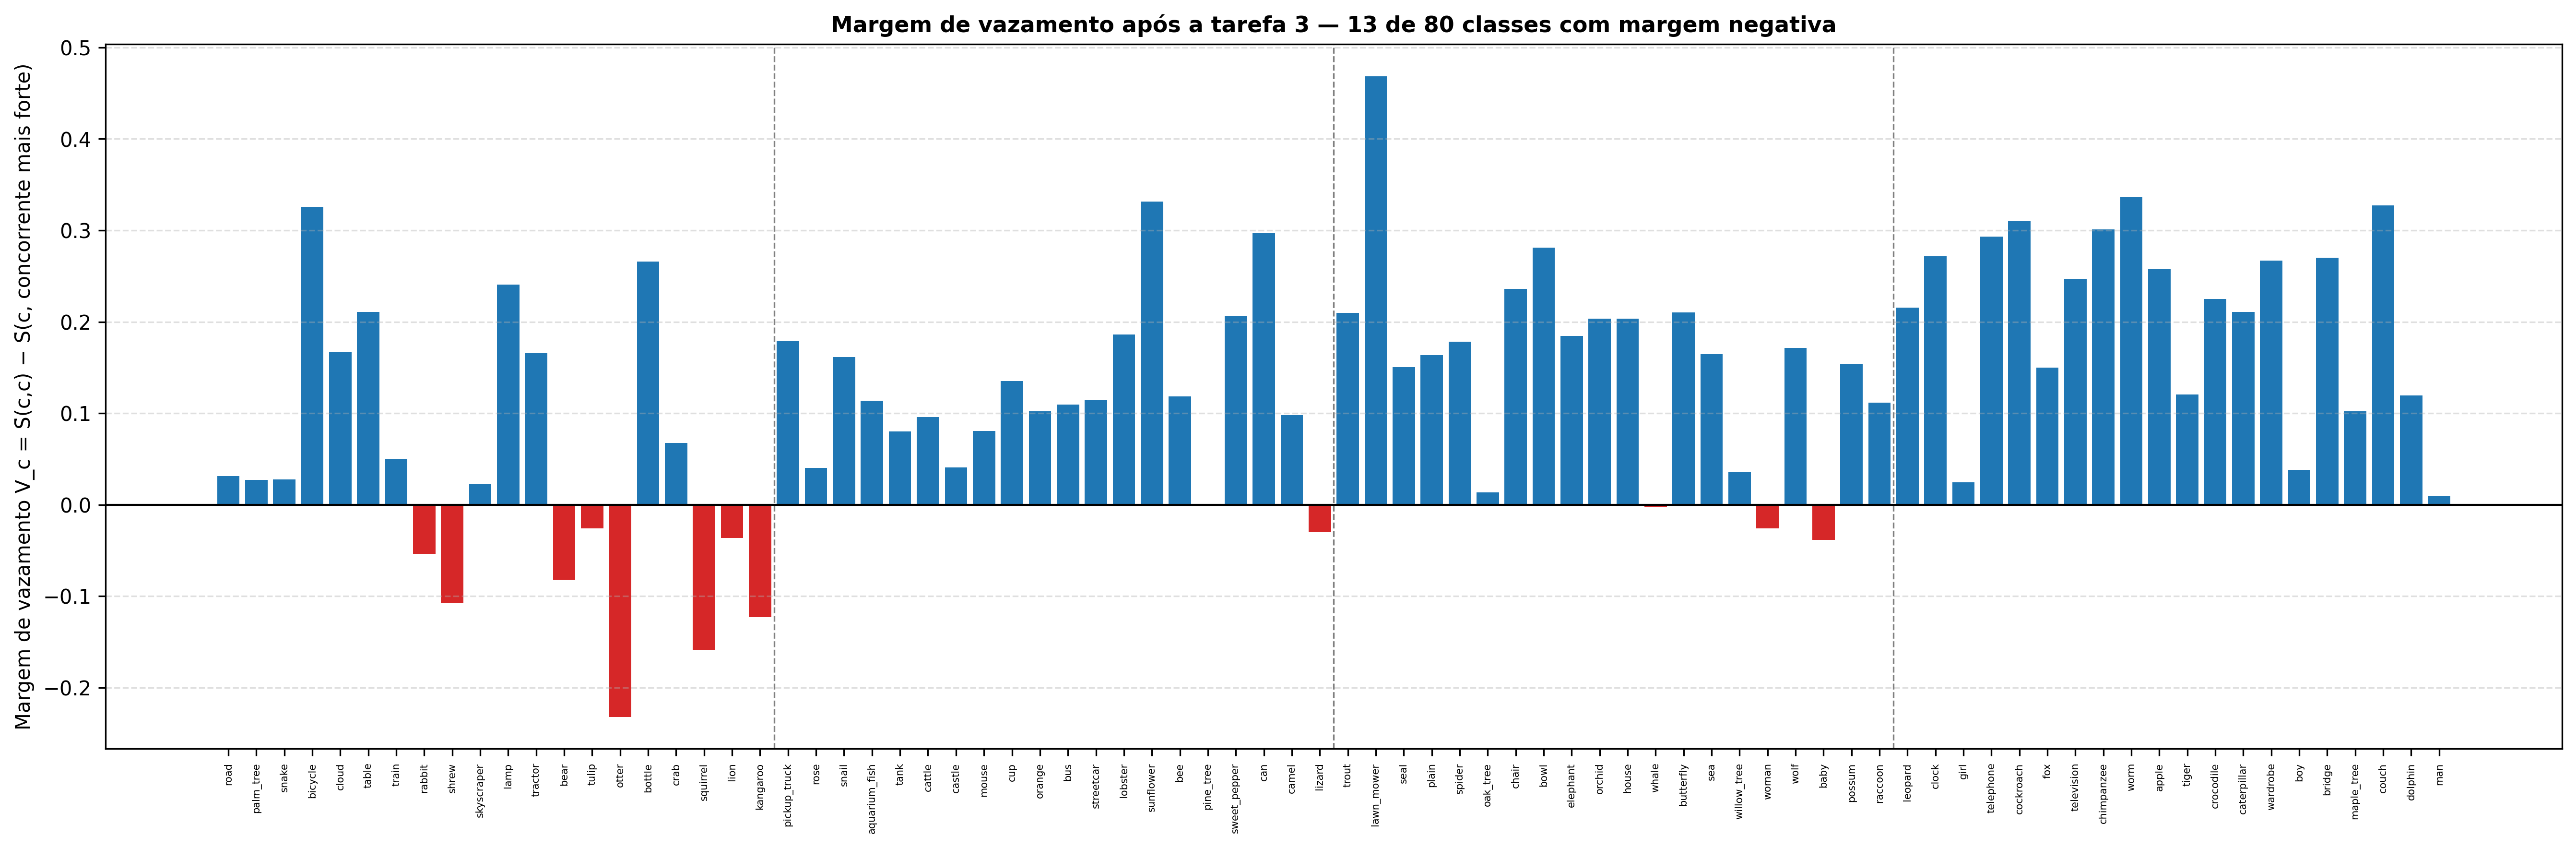 Margem de vazamento após a tarefa 3 — 13 de 80 classes com margem negativa
Margem de vazamento V_c = S(c,c) − S(c, concorrente mais forte)
0.5
0.4
0.3
0.2
0.1
0.0
−0.1
−0.2
road
palm_tree
snake
bicycle
cloud
table
train
rabbit
shrew
skyscraper
lamp
tractor
bear
tulip
otter
bottle
crab
squirrel
lion
kangaroo
pickup_truck
rose
snail
aquarium_fish
tank
cattle
castle
mouse
cup
orange
bus
streetcar
lobster
sunflower
bee
pine_tree
sweet_pepper
can
camel
lizard
trout
lawn_mower
seal
plain
spider
oak_tree
chair
bowl
elephant
orchid
house
whale
butterfly
sea
willow_tree
woman
wolf
baby
possum
raccoon
leopard
clock
girl
telephone
cockroach
fox
television
chimpanzee
worm
apple
tiger
crocodile
caterpillar
wardrobe
boy
bridge
maple_tree
couch
dolphin
man